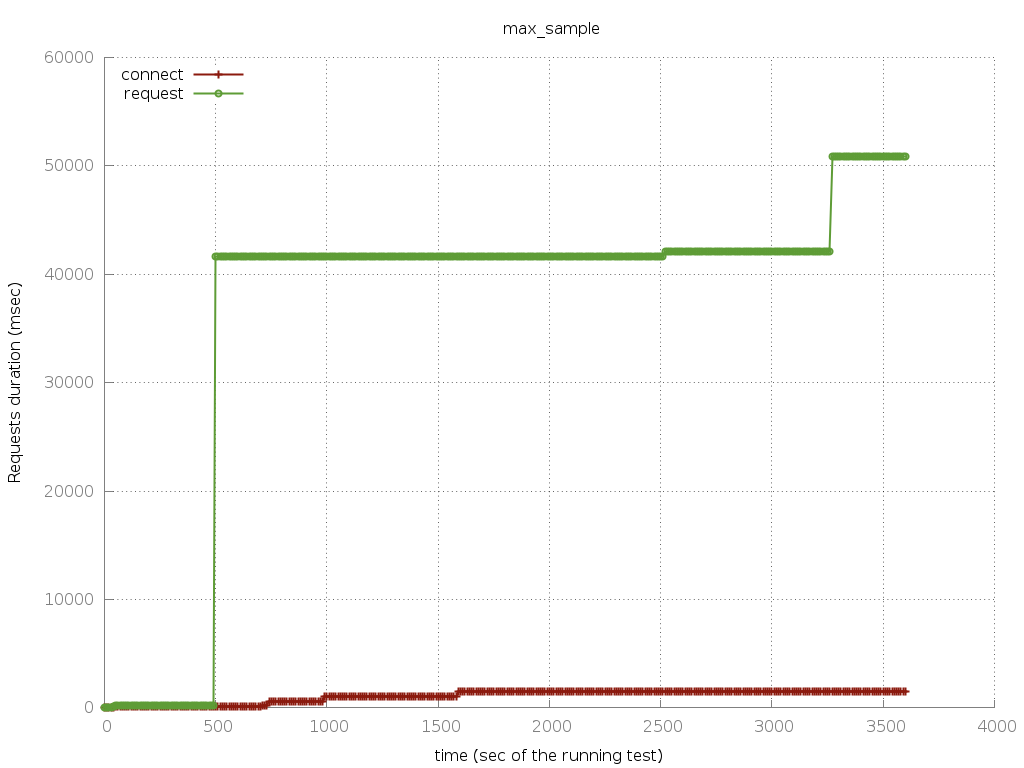 max_sample
60000
50000
40000
30000
20000
10000
0
connect
request
Requests duration (msec)
0 500 1000 1500 2000 2500 3000 3500 4000
time (sec of the running test)